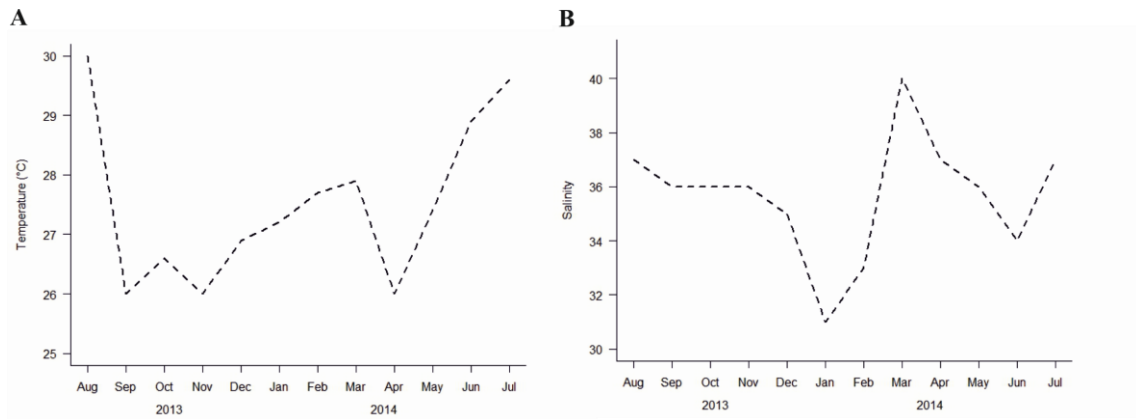 A
Temperature (°C)
30
29
28
27
26
25
Aug Sep Oct Nov Dec Jan Feb Mar Apr May Jun Jul
2013 2014
B
Salinity
40
38
36
34
32
30
Aug Sep Oct Nov Dec Jan Feb Mar Apr May Jun Jul
2013 2014